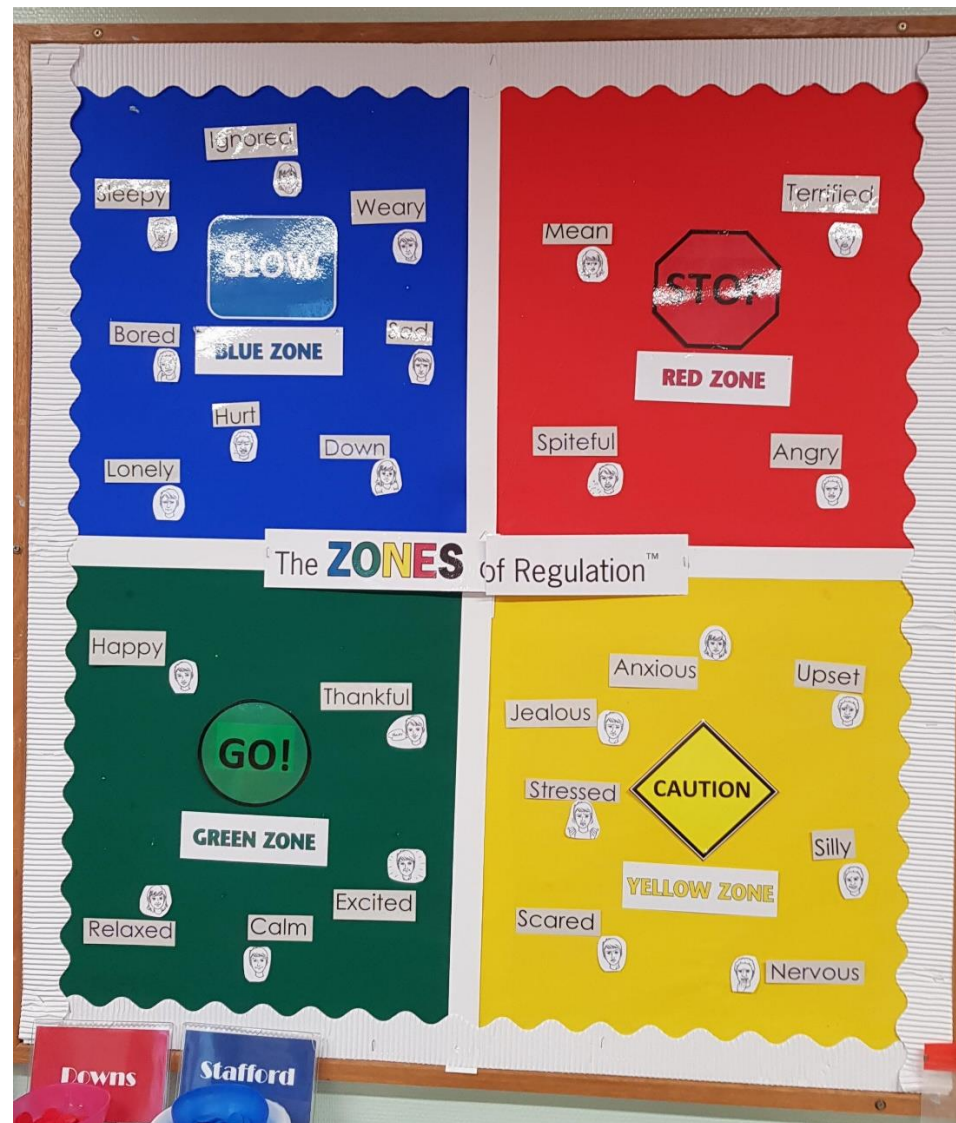 Ignored
Sleepy
Weary
SLOW
Bored
Sad
BLUE ZONE
Hurt
Down
Lonely
Terrified
Mean
STOP
RED ZONE
Spiteful
Angry
The ZONES of Regulation™
Happy
Thankful
GO!
GREEN ZONE
Excited
Relaxed
Calm
Anxious
Upset
Jealous
Stressed
CAUTION
Silly
YELLOW ZONE
Scared
Nervous
Downs
Stafford